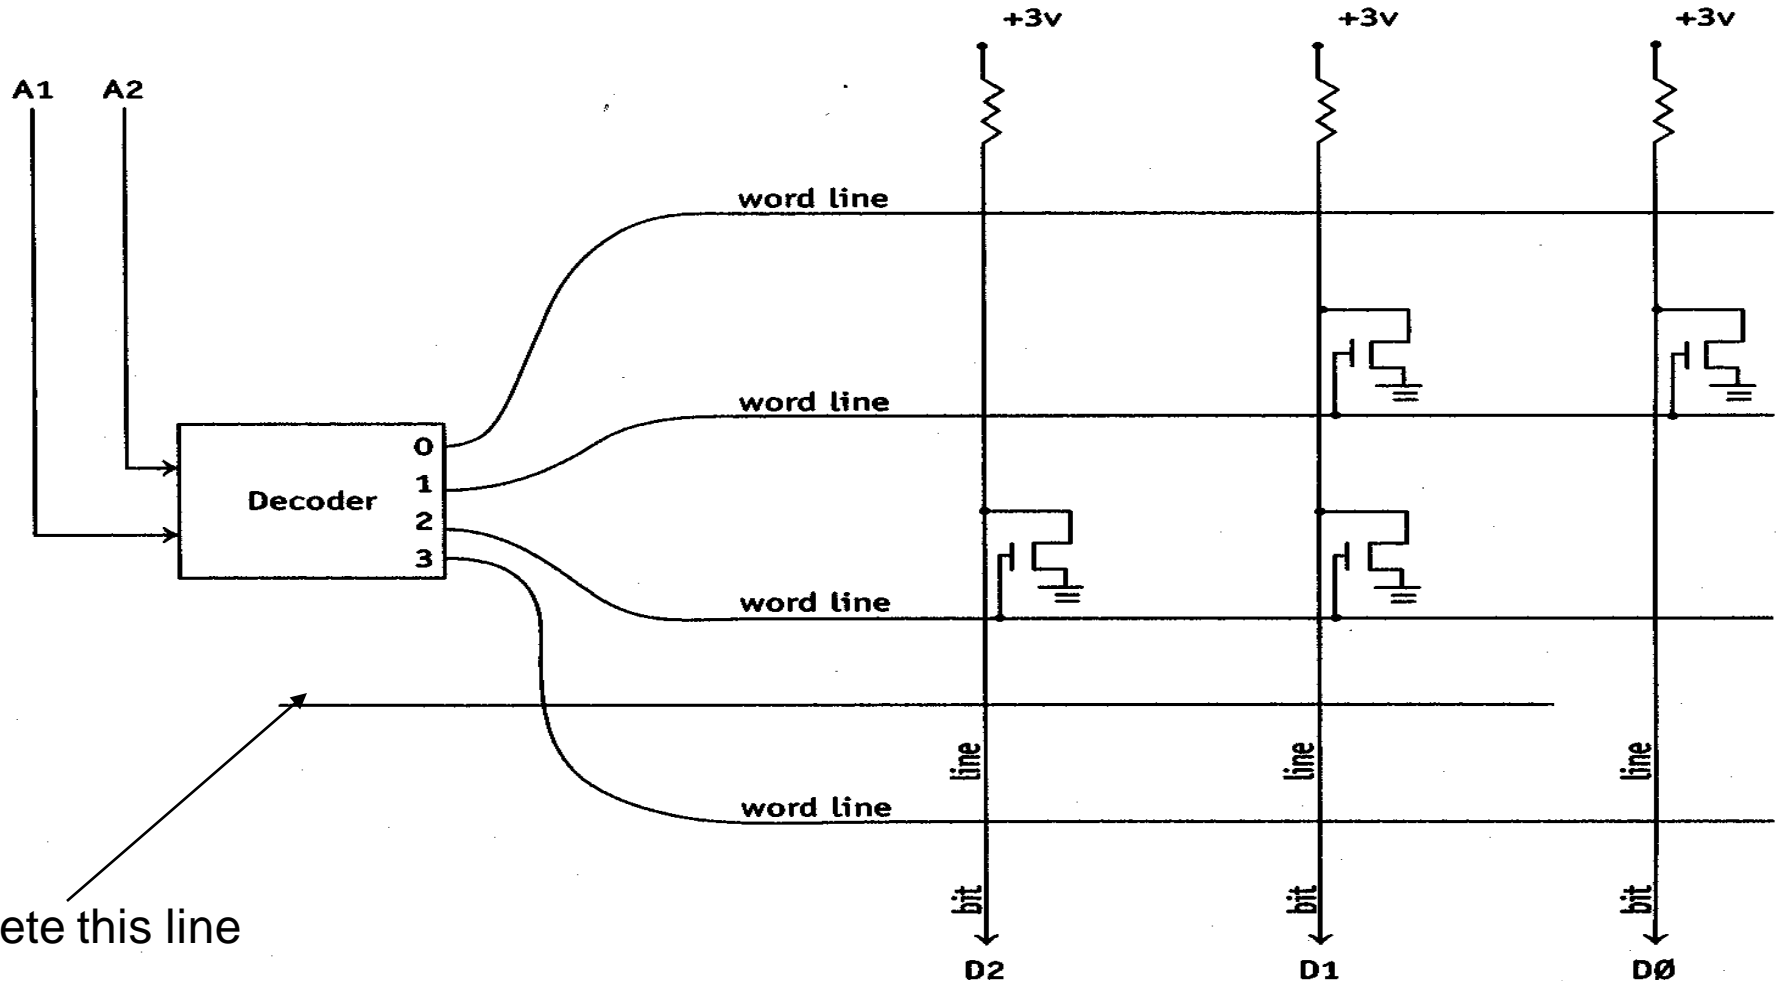 +3v +3v +3v
A1 A2
word line
word line
0
1
Decoder
2
3
word line
line line line
word line
bit bit bit
ete this line
D2 D1 DØ